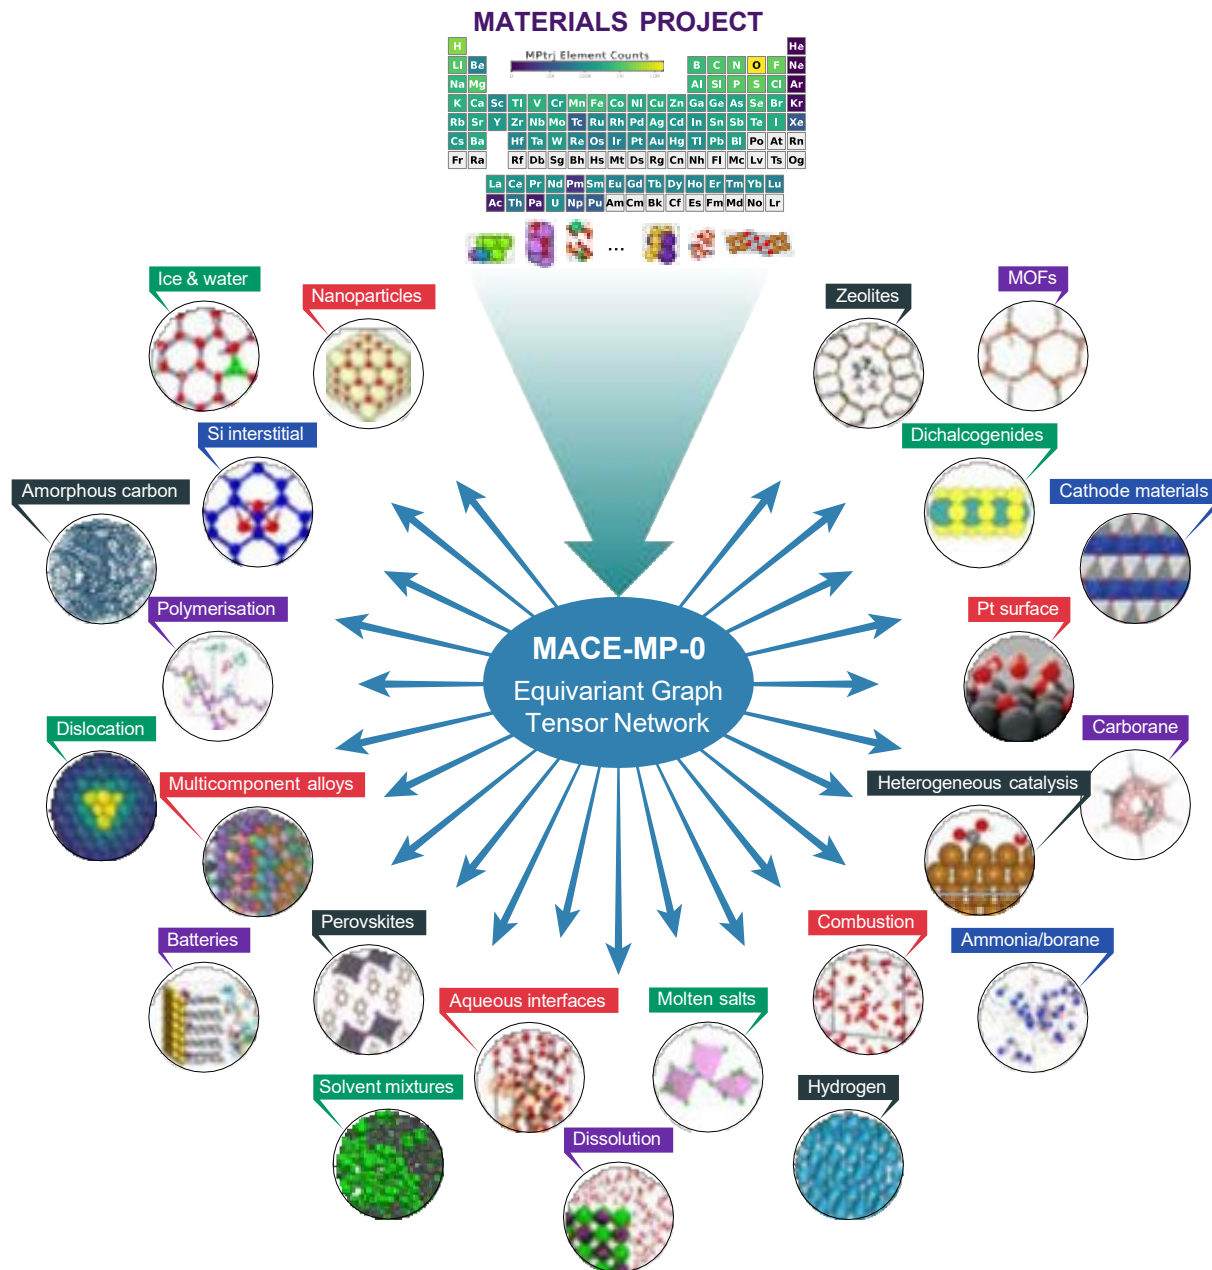 MATERIALS PROJECT
H He
MPtrj Element Counts
Li Be B C N O F Ne
Na Mg Al Si P S Cl Ar
K Ca Sc Ti V Cr Mn Fe Co Ni Cu Zn Ga Ge As Se Br Kr
Rb Sr Y Zr Nb Mo Tc Ru Rh Pd Ag Cd In Sn Sb Te I Xe
Cs Ba Hf Ta W Re Os Ir Pt Au Hg Tl Pb Bi Po At Rn
Fr Ra Rf Db Sg Bh Hs Mt Ds Rg Cn Nh Fl Mc Lv Ts Og
La Ce Pr Nd Pm Sm Eu Gd Tb Dy Ho Er Tm Yb Lu
Ac Th Pa U Np Pu Am Cm Bk Cf Es Fm Md No Lr
...
Ice & water
Nanoparticles
Zeolites
MOFs
Si interstitial
Dichalcogenides
Amorphous carbon
Cathode materials
Polymerisation
Pt surface
MACE-MP-0
Equivariant Graph
Tensor Network
Dislocation
Carborane
Multicomponent alloys
Heterogeneous catalysis
Perovskites
Combustion
Batteries
Ammonia/borane
Aqueous interfaces
Molten salts
Solvent mixtures
Hydrogen
Dissolution